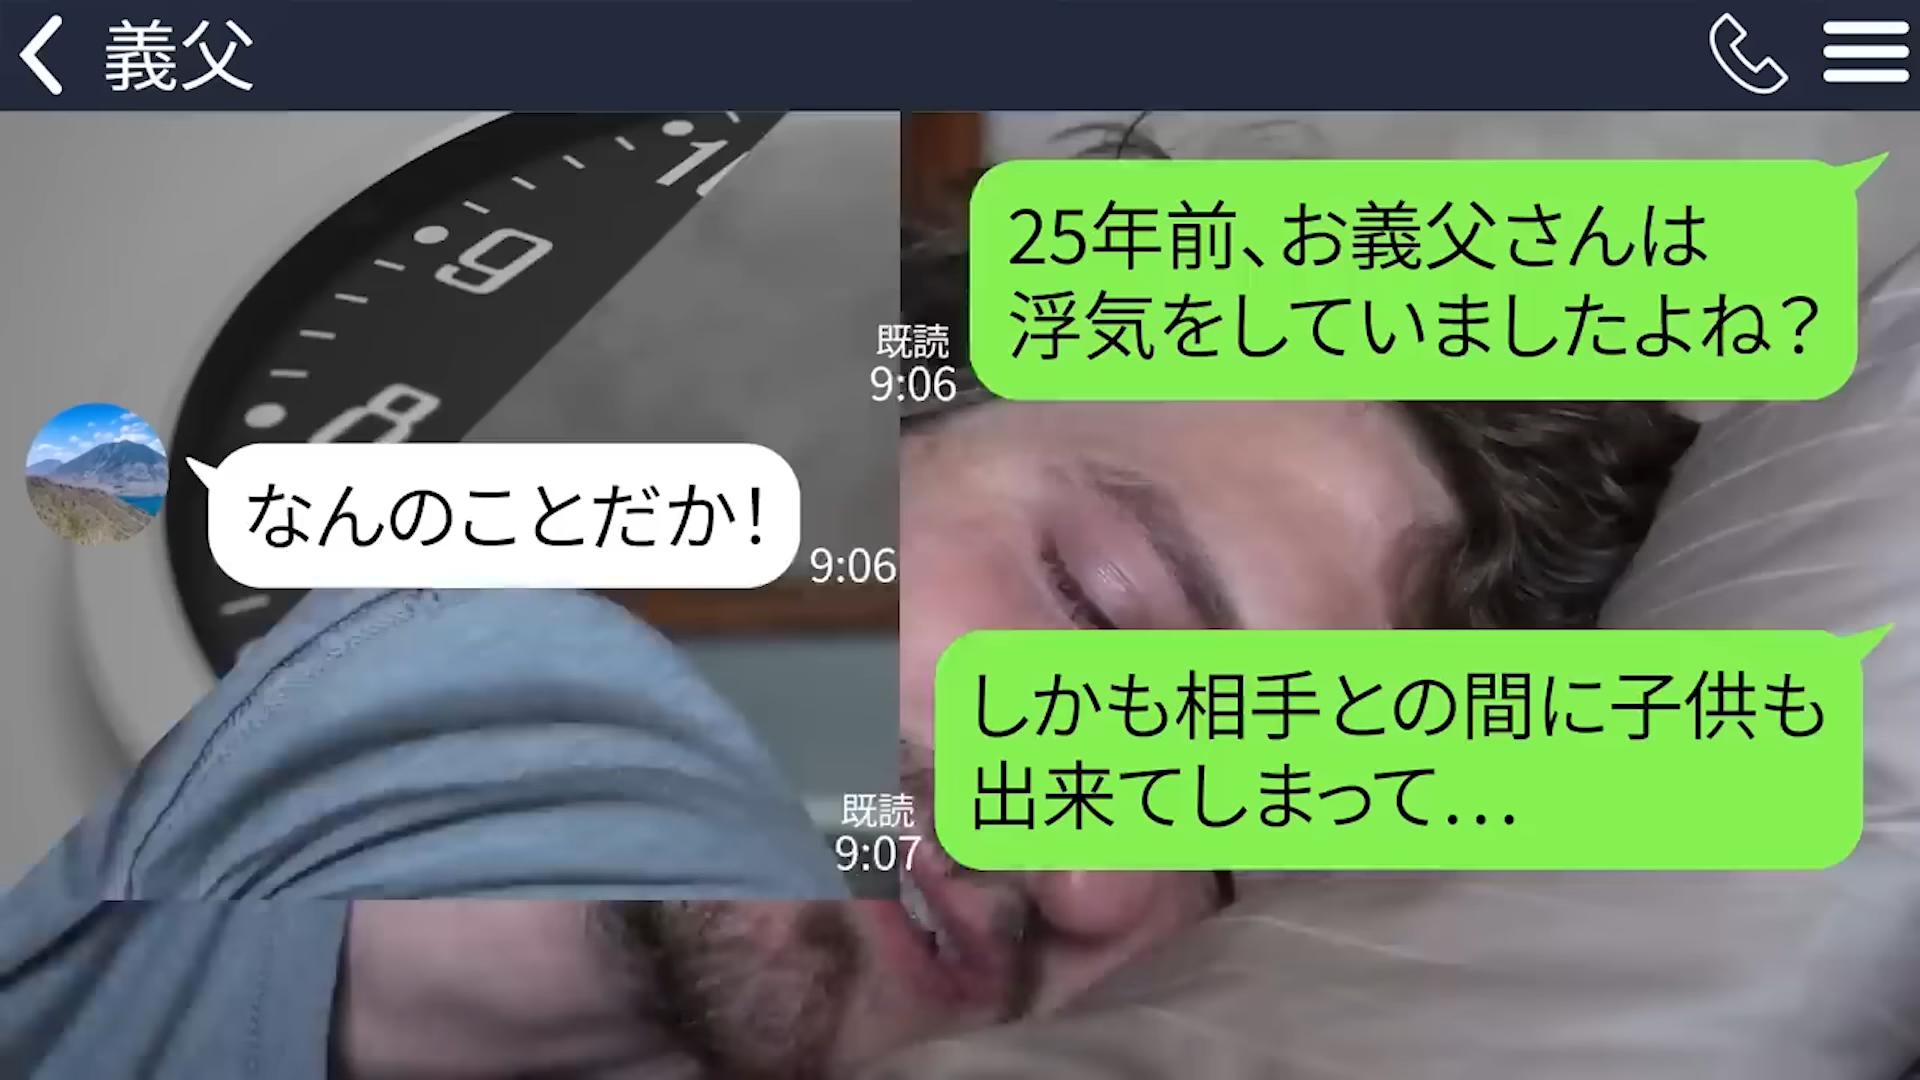 義父
25年前、お義父さんは
浮気をしていましたよね？
既読
9:06
なんのことだか！
9:06
しかも相手との間に子供も
出来てしまって…
既読
9:07
10
9
8